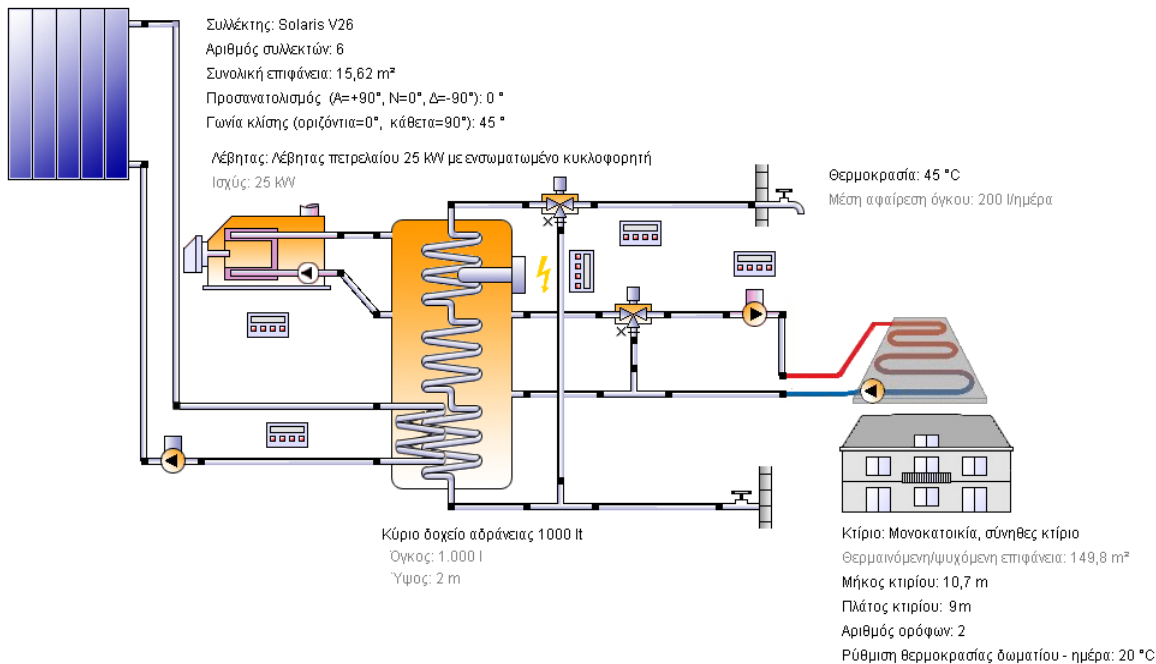 Συλλέκτης: Solaris V26
Αριθμός συλλεκτών: 6
Συνολική επιφάνεια: 15,62 m²
Προσανατολισμός (Α=+90°, Ν=0°, Δ=-90°): 0 °
Γωνία κλίσης (οριζόντια=0°, κάθετα=90°): 45 °
Λέβητας: Λέβητας πετρελαίου 25 kW με ενσωματωμένο κυκλοφορητή
Ισχύς: 25 kW
Θερμοκρασία: 45 °C
Μέση αφαίρεση όγκου: 200 l/ημέρα
Κύριο δοχείο αδράνειας 1000 lt
Όγκος: 1.000 l
Ύψος: 2 m
Κτίριο: Μονοκατοικία, σύνηθες κτίριο
Θερμαινόμενη/ψυχόμενη επιφάνεια: 149,8 m²
Μήκος κτιρίου: 10,7 m
Πλάτος κτιρίου: 9m
Αριθμός ορόφων: 2
Ρύθμιση θερμοκρασίας δωματίου - ημέρα: 20 °C